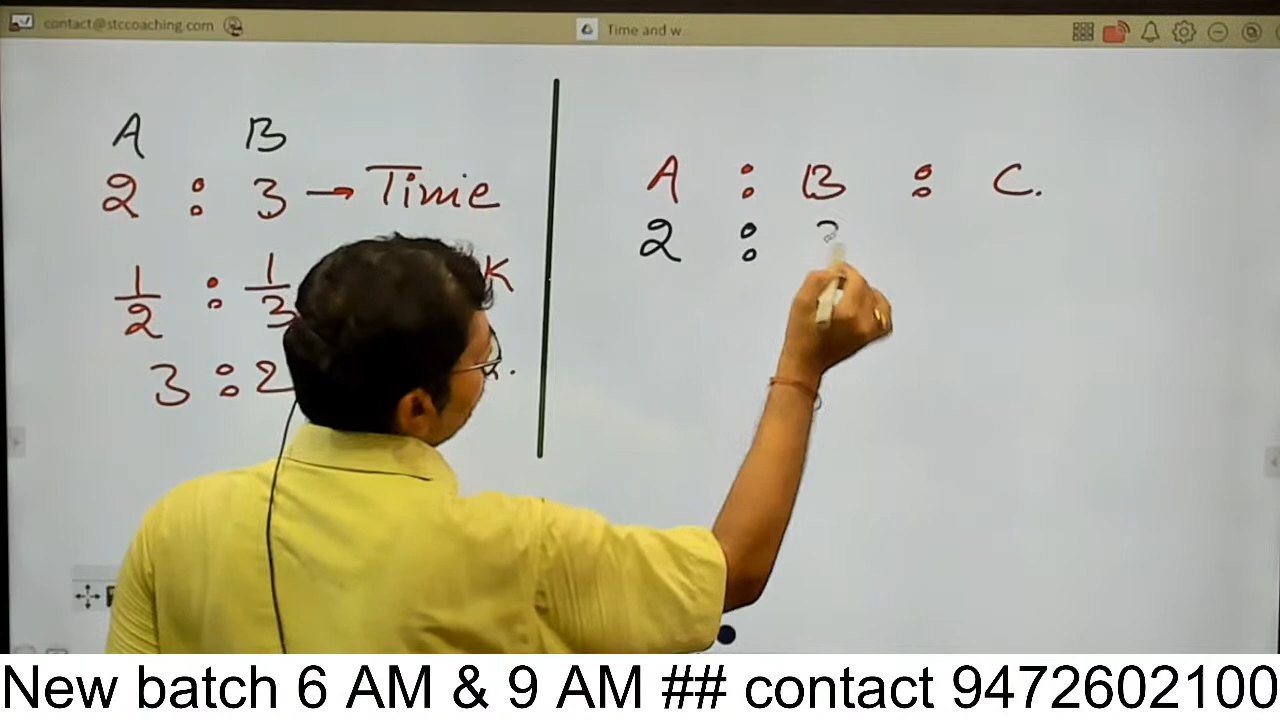 contact@stccoaching.com
Time and w...
A B
2 : 3 → Time
1/2 : 1/3 K
3 : 2
A : B : C.
2 :
New batch 6 AM & 9 AM ## contact 9472602100